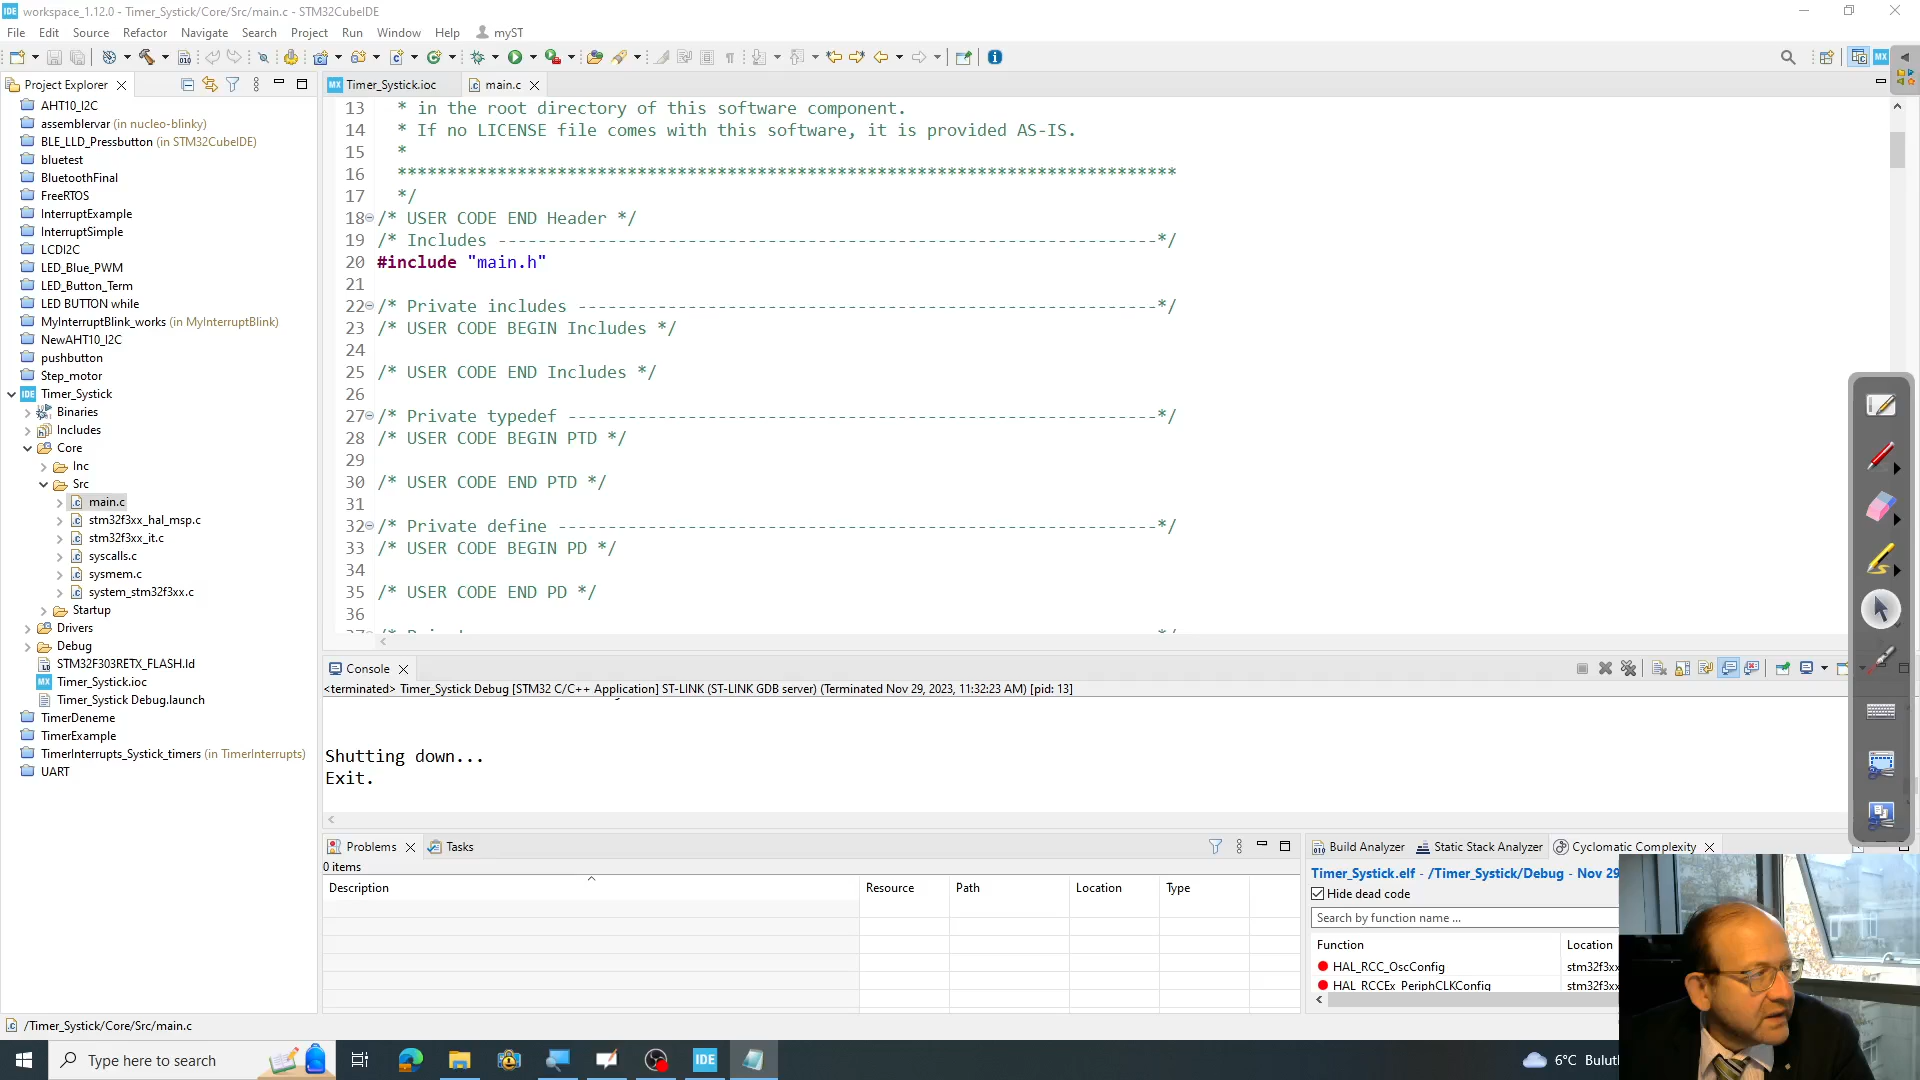 IDE workspace_1.12.0 - Timer_Systick/Core/Src/main.c - STM32CubeIDE
File Edit Source Refactor Navigate Search Project Run Window Help myST
Project Explorer
AHT10_I2C
assemblervar (in nucleo-blinky)
BLE_LLD_Pressbutton (in STM32CubeIDE)
bluetest
BluetoothFinal
FreeRTOS
InterruptExample
InterruptSimple
LCDI2C
LED_Blue_PWM
LED_Button_Term
LED BUTTON while
MyInterruptBlink_works (in MyInterruptBlink)
NewAHT10_I2C
pushbutton
Step_motor
IDE Timer_Systick
Binaries
Includes
Core
Inc
Src
main.c
stm32f3xx_hal_msp.c
stm32f3xx_it.c
syscalls.c
sysmem.c
system_stm32f3xx.c
Startup
Drivers
Debug
STM32F303RETX_FLASH.ld
MX Timer_Systick.ioc
Timer_Systick Debug.launch
TimerDeneme
TimerExample
TimerInterrupts_Systick_timers (in TimerInterrupts)
UART
MX Timer_Systick.ioc main.c
13 * in the root directory of this software component.
14 * If no LICENSE file comes with this software, it is provided AS-IS.
15 *
16 ******************************************************************************
17 */
18 /* USER CODE END Header */
19 /* Includes ------------------------------------------------------------------*/
20 #include "main.h"
21
22 /* Private includes ----------------------------------------------------------*/
23 /* USER CODE BEGIN Includes */
24
25 /* USER CODE END Includes */
26
27 /* Private typedef -----------------------------------------------------------*/
28 /* USER CODE BEGIN PTD */
29
30 /* USER CODE END PTD */
31
32 /* Private define ------------------------------------------------------------*/
33 /* USER CODE BEGIN PD */
34
35 /* USER CODE END PD */
36
Console
<terminated> Timer_Systick Debug [STM32 C/C++ Application] ST-LINK (ST-LINK GDB server) (Terminated Nov 29, 2023, 11:32:23 AM) [pid: 13]
Shutting down...
Exit.
Problems Tasks
0 items
Description Resource Path Location Type
Build Analyzer Static Stack Analyzer Cyclomatic Complexity
Timer_Systick.elf - /Timer_Systick/Debug - Nov 29
Hide dead code
Search by function name ...
Function Location
HAL_RCC_OscConfig stm32f3xx
HAL_RCCEx_PeriphCLKConfig stm32f3xx
/Timer_Systick/Core/Src/main.c
Type here to search
IDE
6°C Bulut